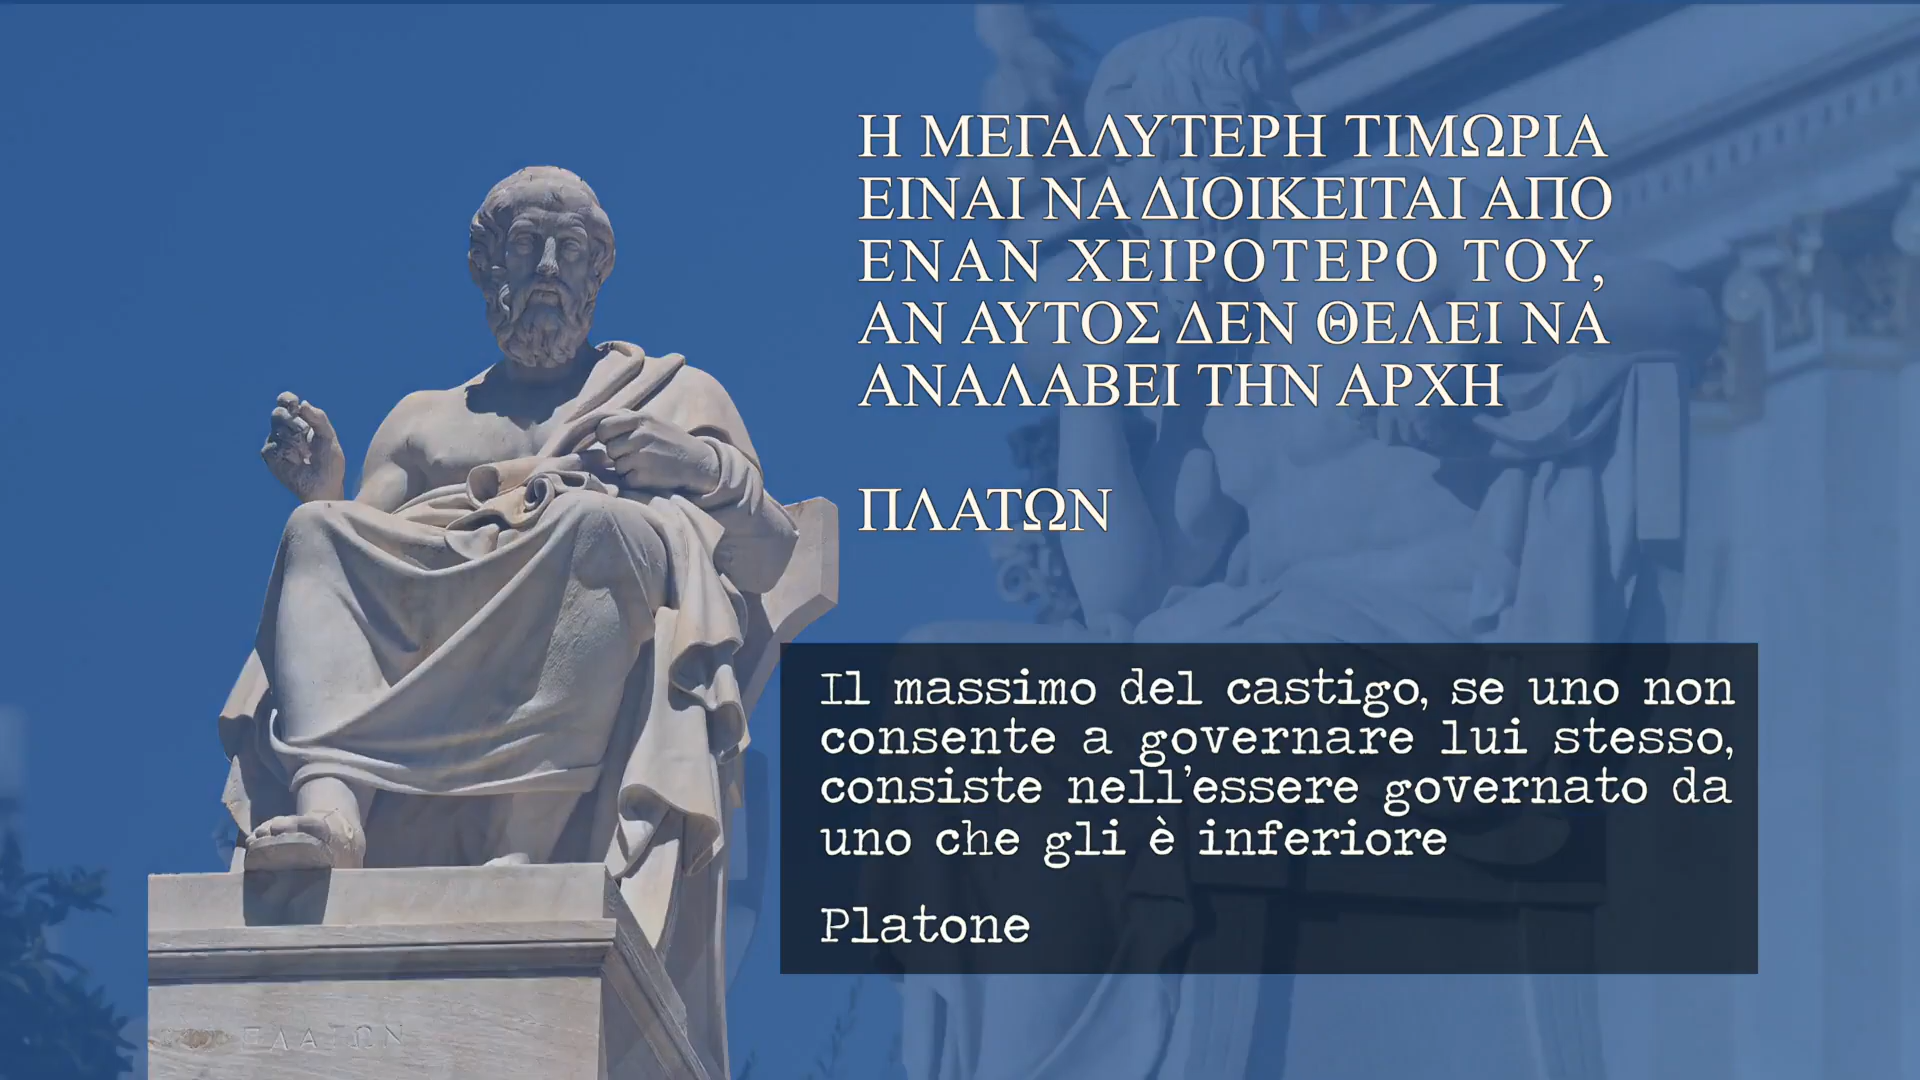 Η ΜΕΓΑΛΥΤΕΡΗ ΤΙΜΩΡΙΑ
ΕΙΝΑΙ ΝΑ ΔΙΟΙΚΕΙΤΑΙ ΑΠΟ
ΕΝΑΝ ΧΕΙΡΟΤΕΡΟ ΤΟΥ,
ΑΝ ΑΥΤΟΣ ΔΕΝ ΘΕΛΕΙ ΝΑ
ΑΝΑΛΑΒΕΙ ΤΗΝ ΑΡΧΗ
ΠΛΑΤΩΝ
Il massimo del castigo, se uno non
consente a governare lui stesso,
consiste nell'essere governato da
uno che gli è inferiore
Platone
ΠΛΑΤΩΝ